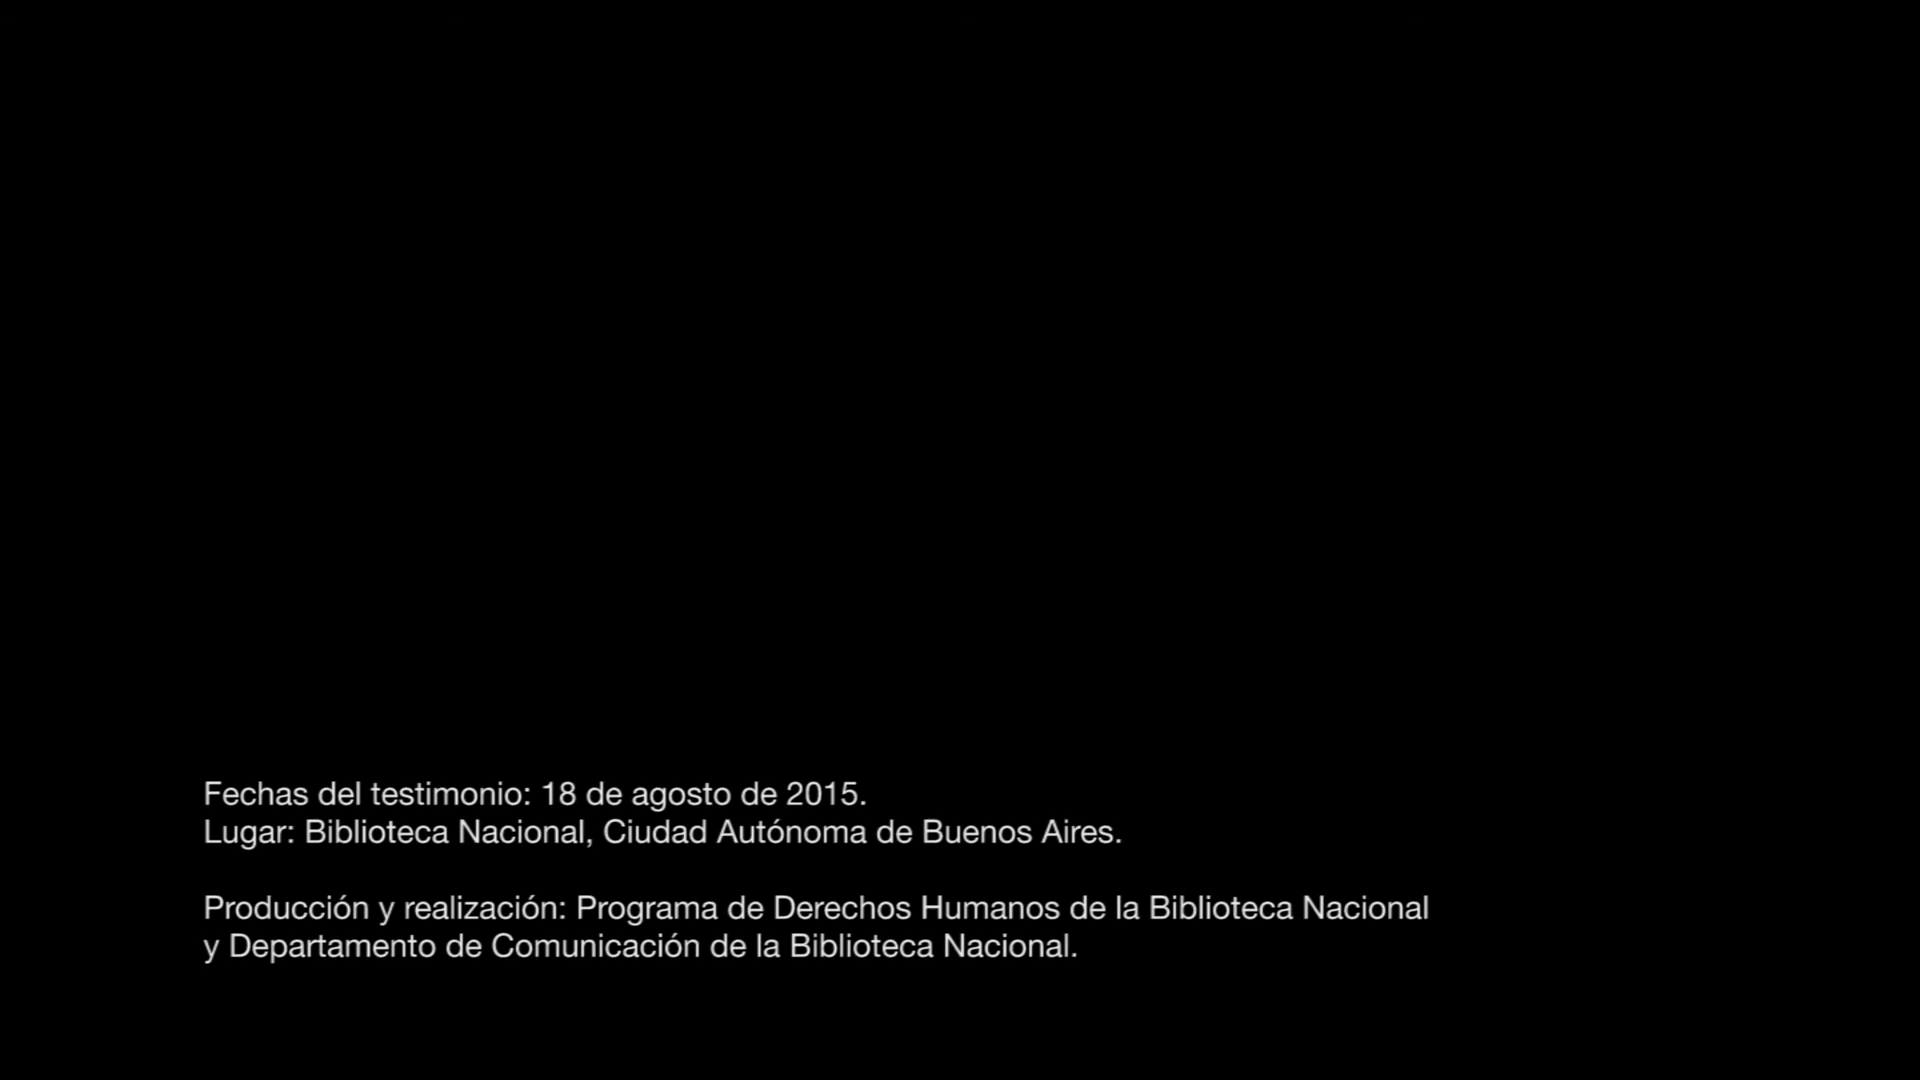 Fechas del testimonio: 18 de agosto de 2015.
Lugar: Biblioteca Nacional, Ciudad Autónoma de Buenos Aires.
Producción y realización: Programa de Derechos Humanos de la Biblioteca Nacional
y Departamento de Comunicación de la Biblioteca Nacional.